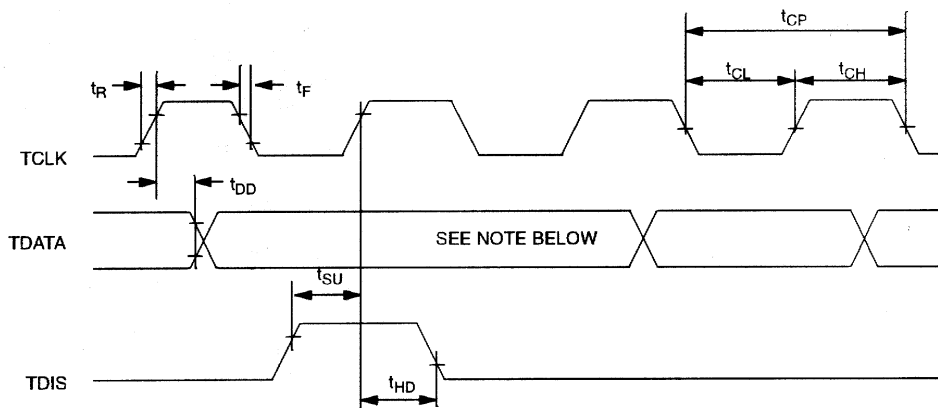 tCP
tCL tCH
tR tF
TCLK
tDD
TDATA SEE NOTE BELOW
tSU
TDIS
tHD